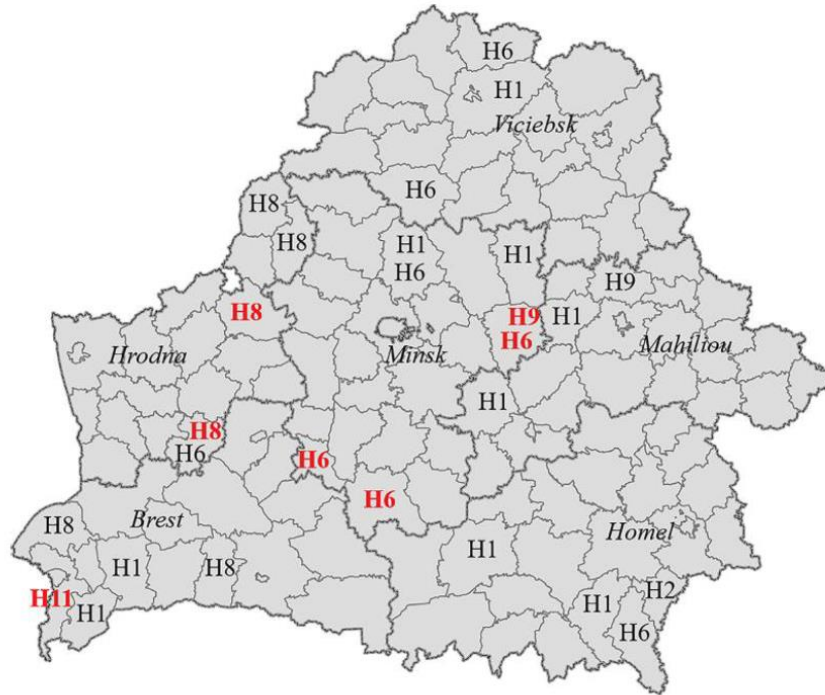 H6
H1
Viciebsk
H6
H8
H8
H1
H6
H1
H9
H8
H9
H1
H6
Hrodna
Minsk
Mahiliou
H1
H8
H6
H6
H6
H8
Brest
Homel
H1
H1
H8
H11
H1
H1
H2
H6